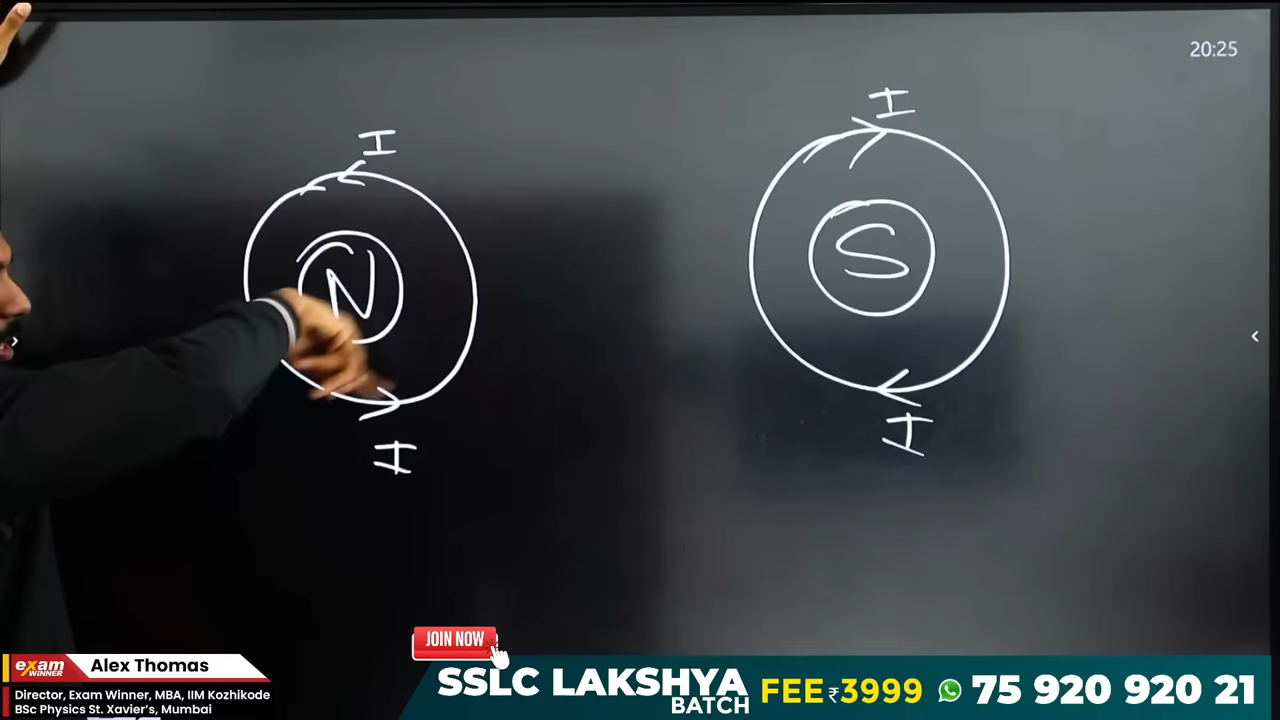 20:25
I
I
N
S
I
I
JOIN NOW
exam WINNER
Alex Thomas
Director, Exam Winner, MBA, IIM Kozhikode
BSc Physics St. Xavier's, Mumbai
SSLC LAKSHYA
BATCH
FEE ₹3999
75 920 920 21